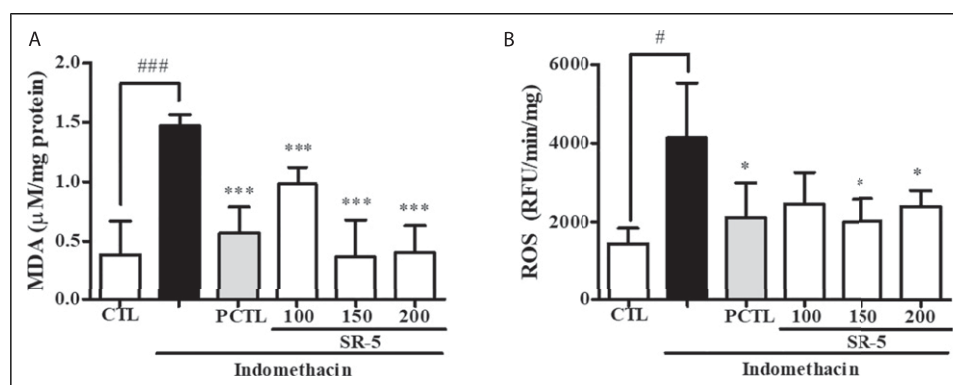 A
MDA (μM/mg protein)
2.0
1.5
1.0
0.5
0.0
###
***
***
***
***
CTL
PCTL
100
150
200
SR-5
Indomethacin
B
ROS (RFU/min/mg)
6000
4000
2000
0
#
*
*
*
CTL
PCTL
100
150
200
SR-5
Indomethacin